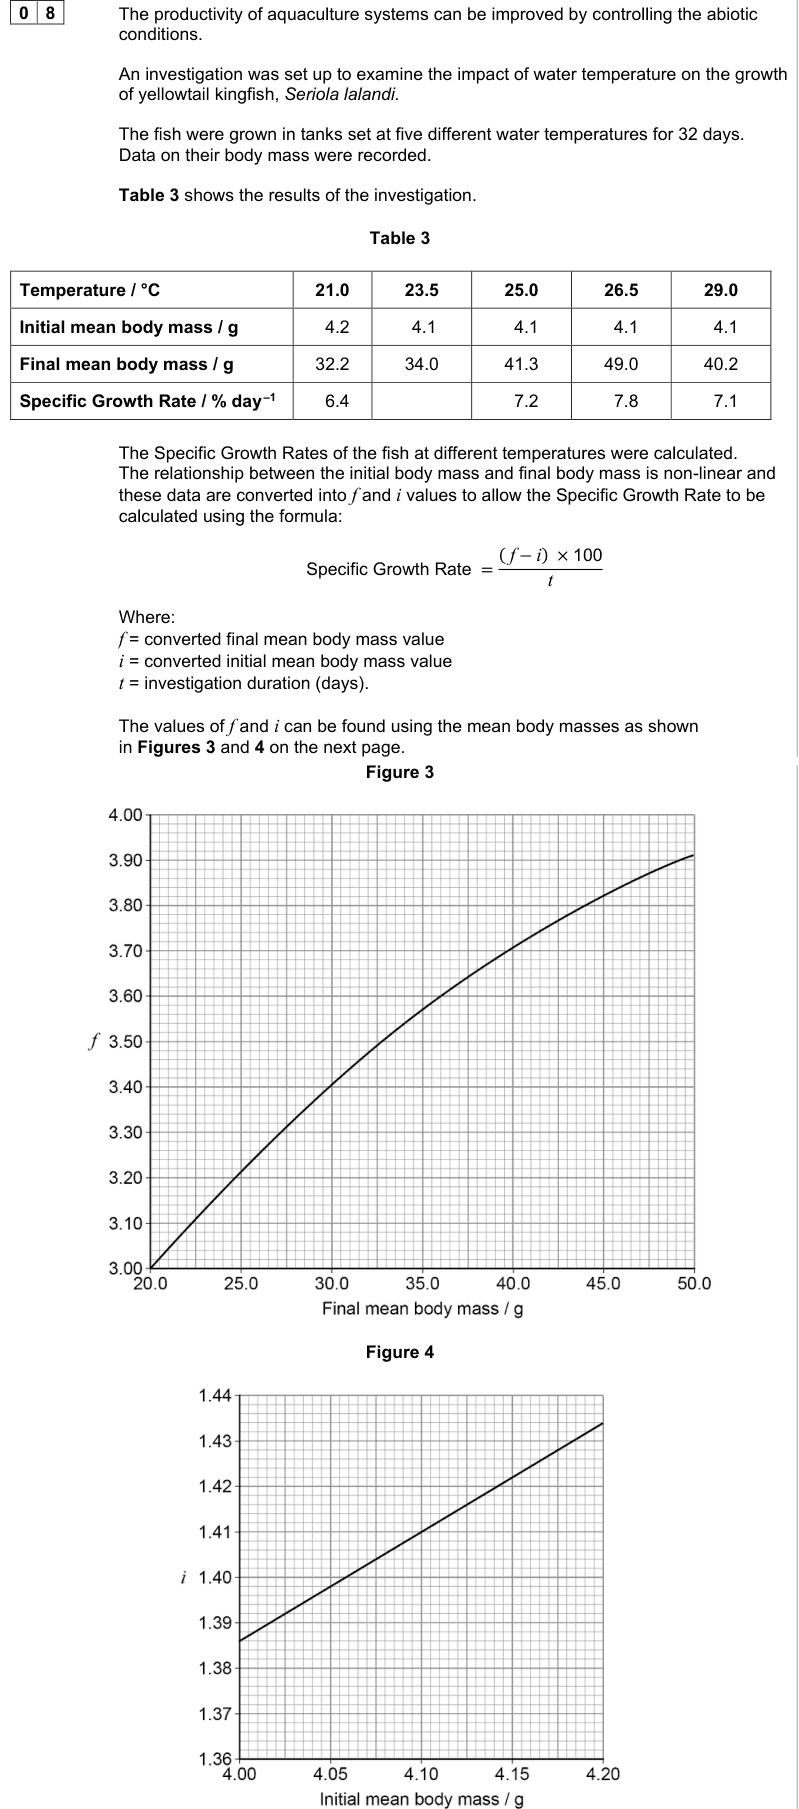 0 8 The productivity of aquaculture systems can be improved by controlling the abiotic
conditions.
An investigation was set up to examine the impact of water temperature on the growth
of yellowtail kingfish, Seriola lalandi.
The fish were grown in tanks set at five different water temperatures for 32 days.
Data on their body mass were recorded.
Table 3 shows the results of the investigation.
Table 3
Temperature / °C 21.0 23.5 25.0 26.5 29.0
Initial mean body mass / g 4.2 4.1 4.1 4.1 4.1
Final mean body mass / g 32.2 34.0 41.3 49.0 40.2
Specific Growth Rate / % day⁻¹ 6.4 7.2 7.8 7.1
The Specific Growth Rates of the fish at different temperatures were calculated.
The relationship between the initial body mass and final body mass is non-linear and
these data are converted into f and i values to allow the Specific Growth Rate to be
calculated using the formula:
Specific Growth Rate = (f − i) × 100
t
Where:
f = converted final mean body mass value
i = converted initial mean body mass value
t = investigation duration (days).
The values of f and i can be found using the mean body masses as shown
in Figures 3 and 4 on the next page.
Figure 3
4.00
3.90
3.80
3.70
3.60
f 3.50
3.40
3.30
3.20
3.10
3.00
20.0 25.0 30.0 35.0 40.0 45.0 50.0
Final mean body mass / g
Figure 4
1.44
1.43
1.42
1.41
i 1.40
1.39
1.38
1.37
1.36
4.00 4.05 4.10 4.15 4.20
Initial mean body mass / g